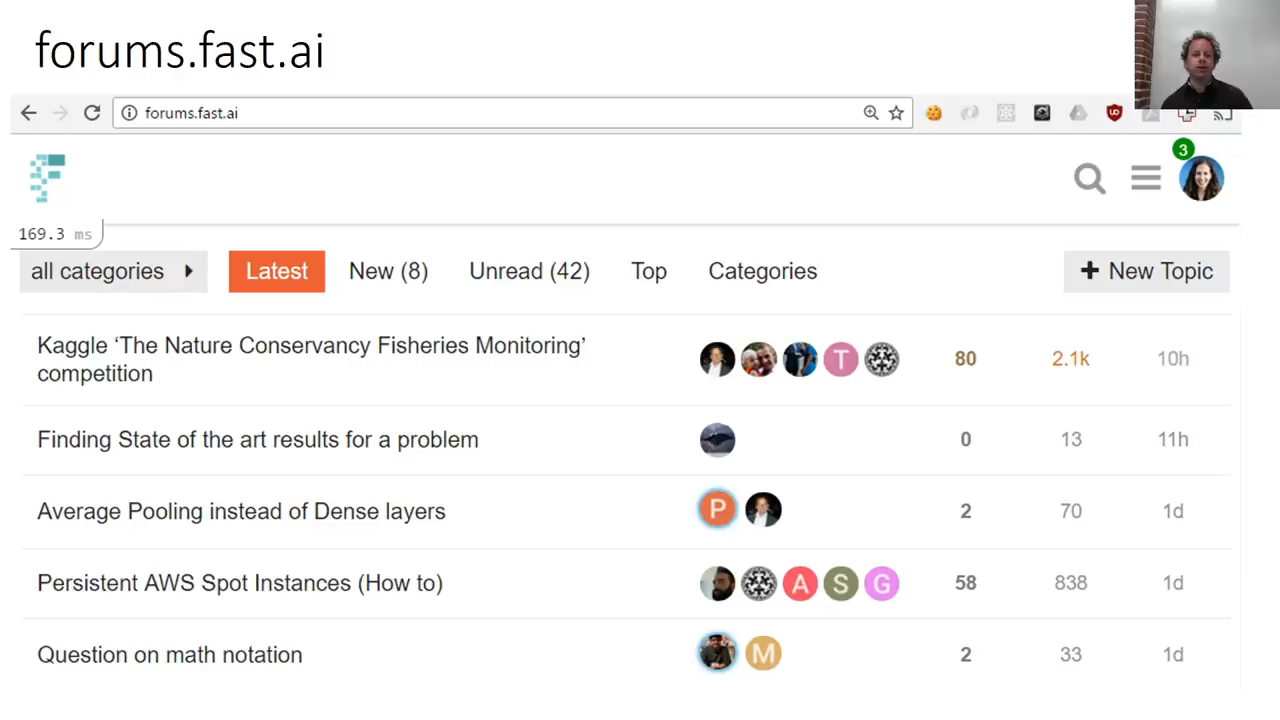 forums.fast.ai
forums.fast.ai
3
169.3 ms
all categories Latest New (8) Unread (42) Top Categories + New Topic
Kaggle ‘The Nature Conservancy Fisheries Monitoring’
competition
T
80 2.1k 10h
Finding State of the art results for a problem 0 13 11h
Average Pooling instead of Dense layers P 2 70 1d
Persistent AWS Spot Instances (How to) A S G 58 838 1d
Question on math notation M 2 33 1d